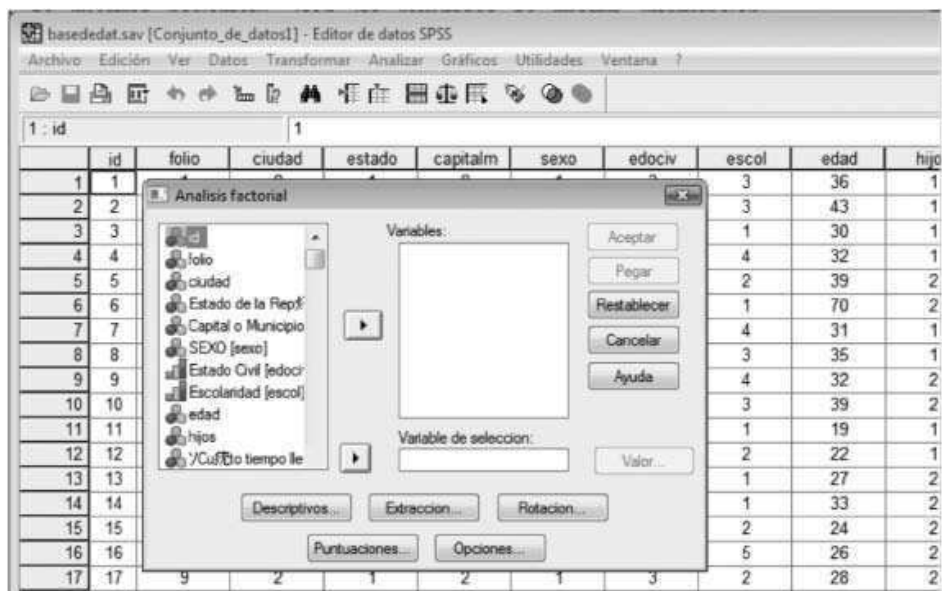 basededat.sav [Conjunto_de_datos1] - Editor de datos SPSS
Archivo Edición Ver Datos Transformar Analizar Gráficos Utilidades Ventana ?
1 : id 1
id folio ciudad estado capitalm sexo edociv escol edad hijo
1 1 3 36 1
2 2 3 43 1
3 3 1 30 1
4 4 4 32 1
5 5 2 39 2
6 6 1 70 2
7 7 4 31 1
8 8 3 35 1
9 9 4 32 2
10 10 3 39 2
11 11 1 19 1
12 12 2 22 1
13 13 1 27 2
14 14 1 33 2
15 15 2 24 2
16 16 5 26 2
17 17 9 2 1 2 1 3 2 28 2
Analisis factorial
id
folio
ciudad
Estado de la Rep
Capital o Municipio
SEXO [sexo]
Estado Civil [edoci
Escolaridad [escol]
edad
hijos
to tiempo lle
Variables:
Variable de seleccion:
Aceptar
Pegar
Restablecer
Cancelar
Ayuda
Valor...
Descriptivos... Extraccion... Rotacion...
Puntuaciones... Opciones...